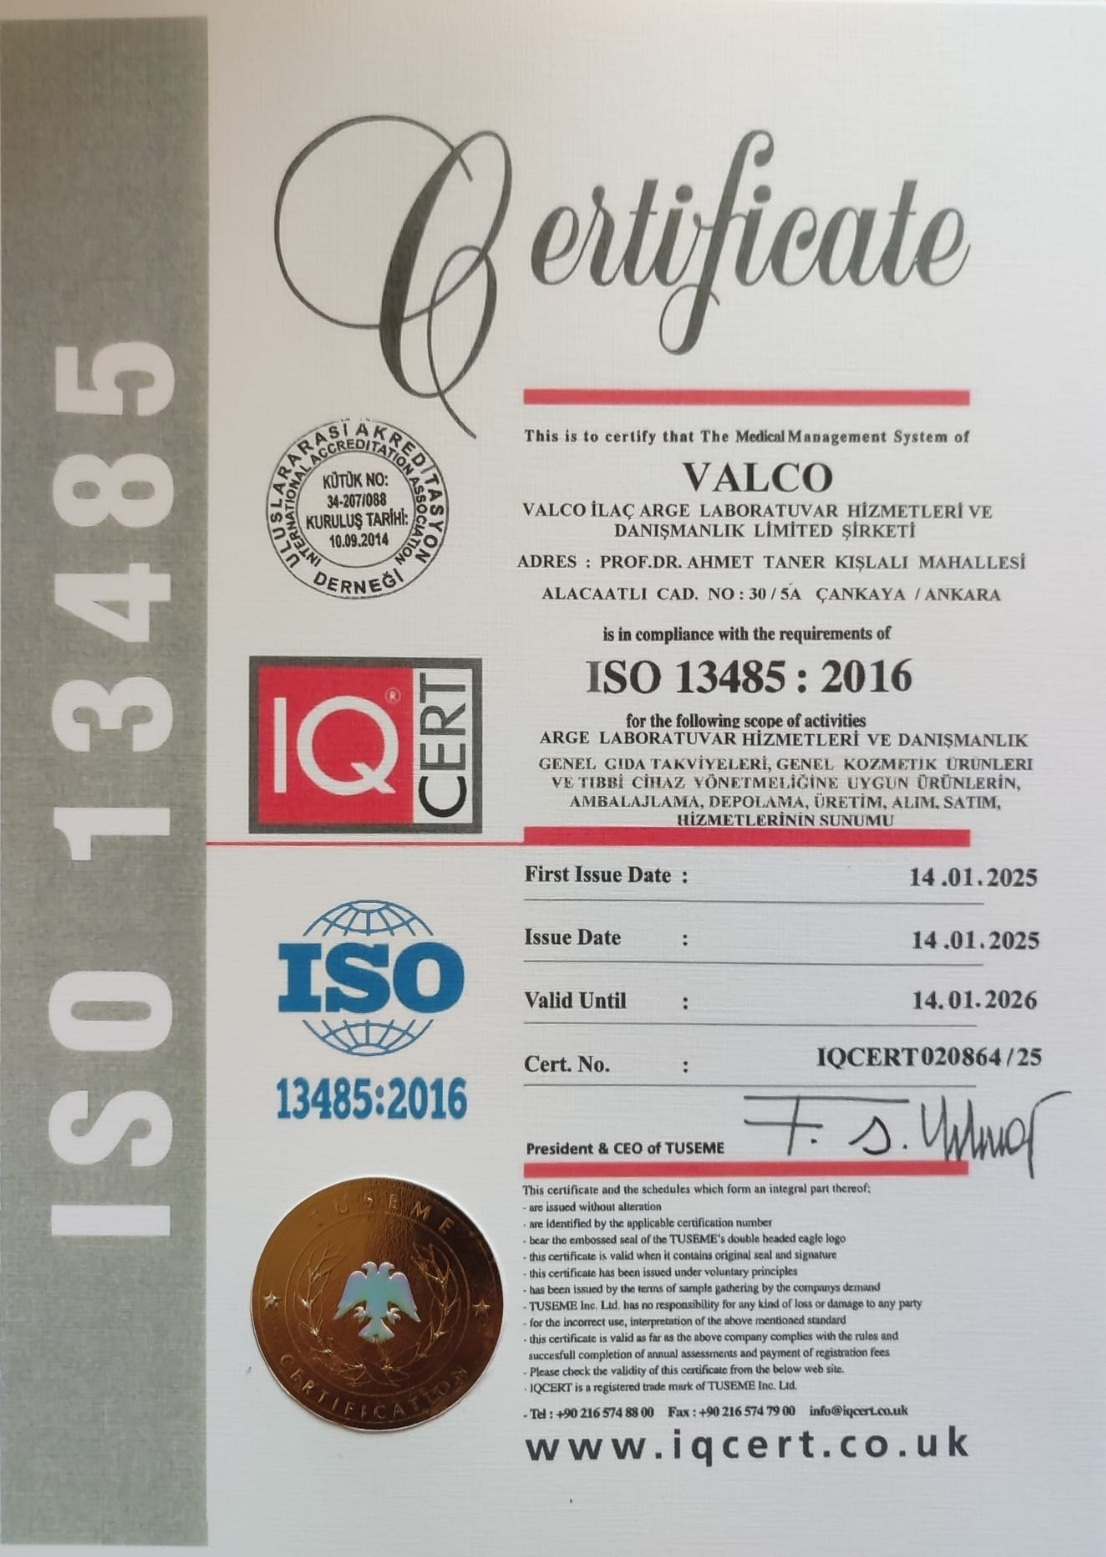 ISO 13485
Certificate
This is to certify that The Medical Management System of
VALCO
VALCO İLAÇ ARGE LABORATUVAR HİZMETLERİ VE
DANIŞMANLIK LİMİTED ŞİRKETİ
ADRES : PROF.DR. AHMET TANER KIŞLALI MAHALLESİ
ALACAATLI CAD. NO : 30 / 5A ÇANKAYA / ANKARA
is in compliance with the requirements of
ISO 13485 : 2016
for the following scope of activities
ARGE LABORATUVAR HİZMETLERİ VE DANIŞMANLIK
GENEL GIDA TAKVİYELERİ, GENEL KOZMETİK ÜRÜNLERI
VE TIBBİ CİHAZ YÖNETMELİĞİNE UYGUN ÜRÜNLERİN,
AMBALAJLAMA, DEPOLAMA, ÜRETİM, ALIM, SATIM,
HİZMETLERİNİN SUNUMU
ULUSLARARASI AKREDİTASYON DERNEĞİ
INTERNATIONAL ACCREDITATION ASSOCIATION
KÜTÜK NO:
34-207/088
KURULUŞ TARİHİ:
10.09.2014
IQ® CERT
ISO
13485:2016
First Issue Date : 14.01.2025
Issue Date : 14.01.2025
Valid Until : 14.01.2026
Cert. No. : IQCERT020864/25
President & CEO of TUSEME
TUSEME
CERTIFICATION
This certificate and the schedules which form an integral part thereof;
- are issued without alteration
- are identified by the applicable certification number
- bear the embossed seal of the TUSEME's double headed eagle logo
- this certificate is valid when it contains original seal and signature
- this certificate has been issued under voluntary principles
- has been issued by the terms of sample gathering by the companys demand
- TUSEME Inc. Ltd. has no responsibility for any kind of loss or damage to any party
- for the incorrect use, interpretation of the above mentioned standard
- this certificate is valid as far as the above company complies with the rules and
succesfull completion of annual assessments and payment of registration fees
- Please check the validity of this certificate from the below web site.
- IQCERT is a registered trade mark of TUSEME Inc. Ltd.
- Tel : +90 216 574 88 00 Fax : +90 216 574 79 00 info@iqcert.co.uk
www.iqcert.co.uk